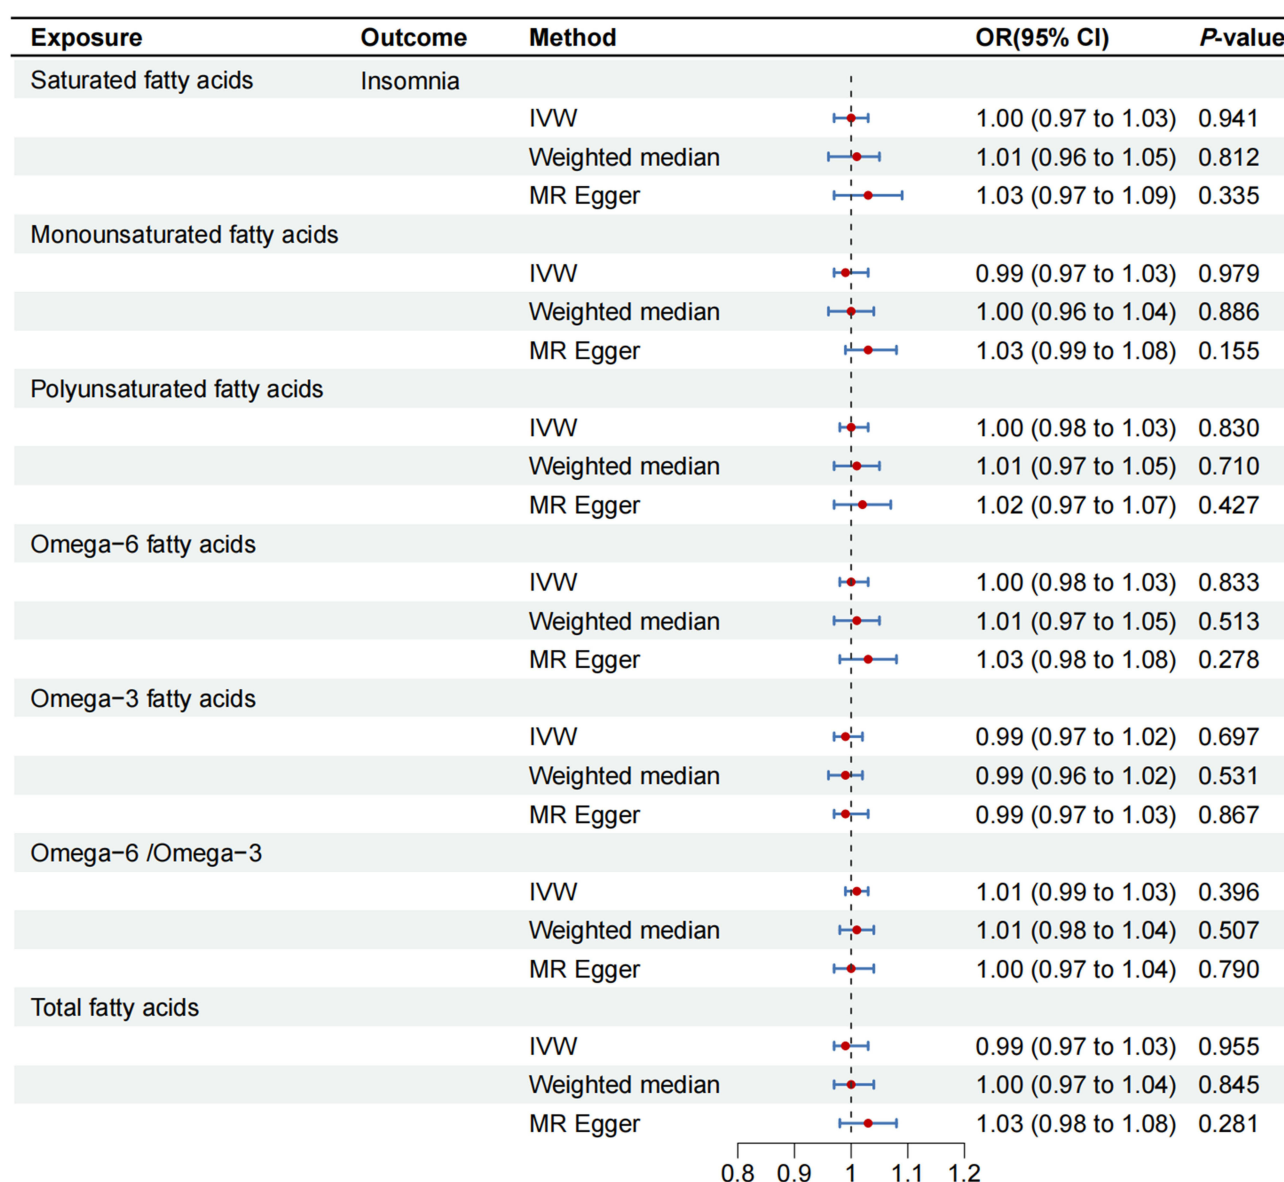 Exposure Outcome Method OR(95% CI) P-value
Saturated fatty acids Insomnia
IVW 1.00 (0.97 to 1.03) 0.941
Weighted median 1.01 (0.96 to 1.05) 0.812
MR Egger 1.03 (0.97 to 1.09) 0.335
Monounsaturated fatty acids
IVW 0.99 (0.97 to 1.03) 0.979
Weighted median 1.00 (0.96 to 1.04) 0.886
MR Egger 1.03 (0.99 to 1.08) 0.155
Polyunsaturated fatty acids
IVW 1.00 (0.98 to 1.03) 0.830
Weighted median 1.01 (0.97 to 1.05) 0.710
MR Egger 1.02 (0.97 to 1.07) 0.427
Omega−6 fatty acids
IVW 1.00 (0.98 to 1.03) 0.833
Weighted median 1.01 (0.97 to 1.05) 0.513
MR Egger 1.03 (0.98 to 1.08) 0.278
Omega−3 fatty acids
IVW 0.99 (0.97 to 1.02) 0.697
Weighted median 0.99 (0.96 to 1.02) 0.531
MR Egger 0.99 (0.97 to 1.03) 0.867
Omega−6 /Omega−3
IVW 1.01 (0.99 to 1.03) 0.396
Weighted median 1.01 (0.98 to 1.04) 0.507
MR Egger 1.00 (0.97 to 1.04) 0.790
Total fatty acids
IVW 0.99 (0.97 to 1.03) 0.955
Weighted median 1.00 (0.97 to 1.04) 0.845
MR Egger 1.03 (0.98 to 1.08) 0.281
0.8 0.9 1 1.1 1.2